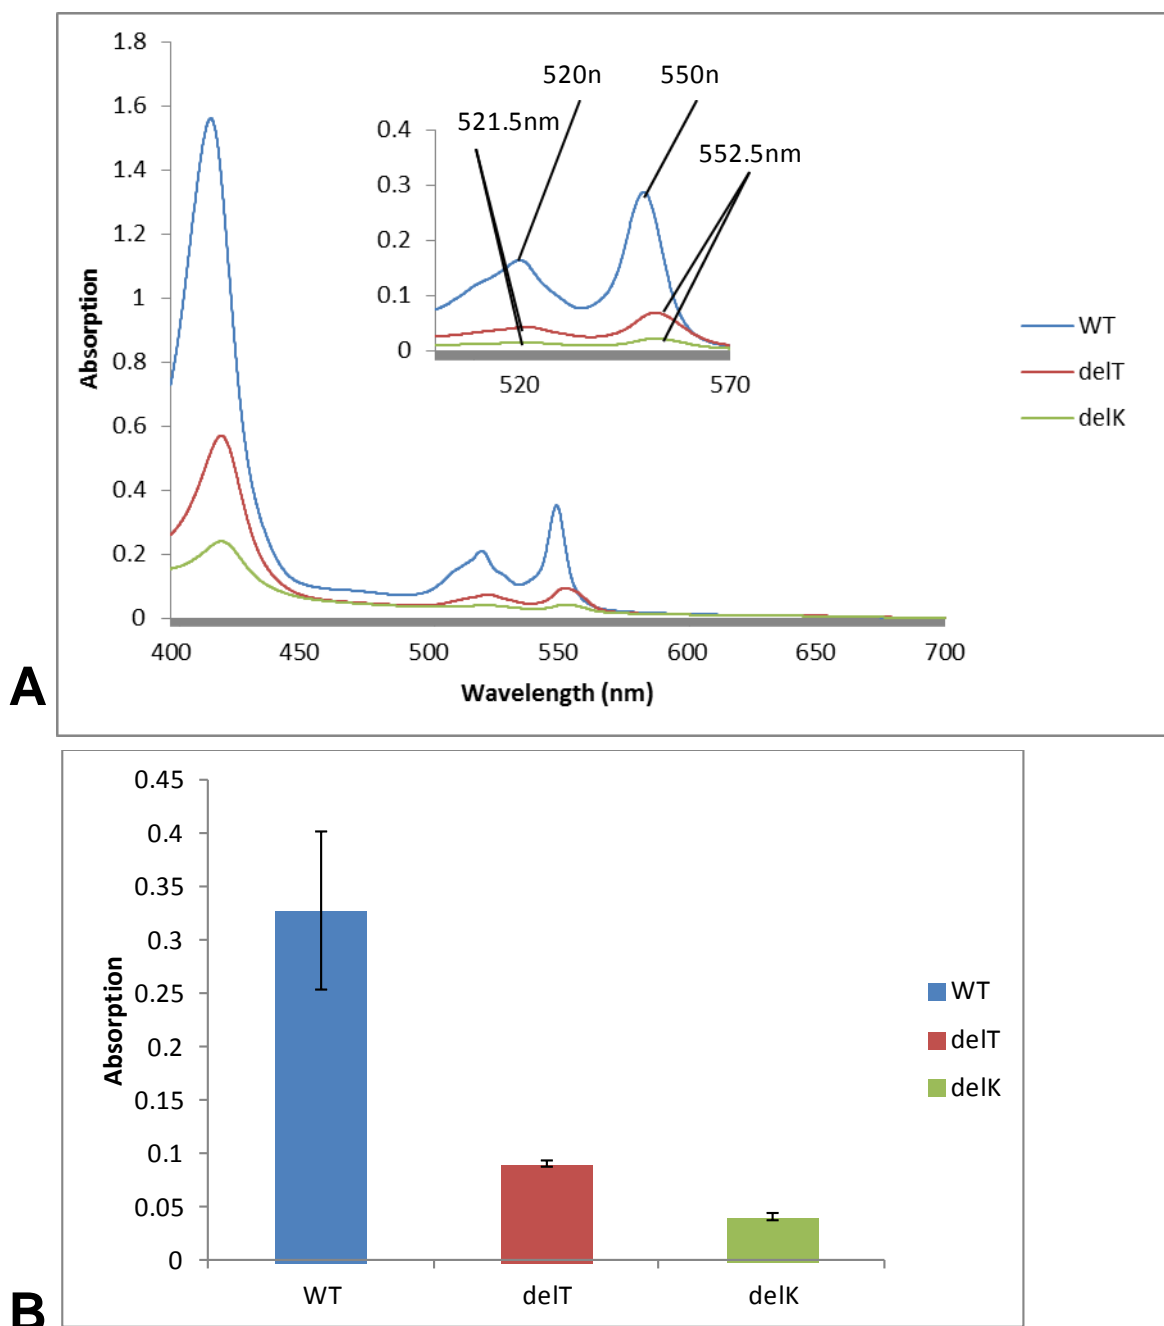 1.8
1.6
1.4
1.2
1
0.8
0.6
0.4
0.2
0
Absorption
400 450 500 550 600 650 700
Wavelength (nm)
520n 550n
521.5nm
552.5nm
0.4
0.3
0.2
0.1
0
520 570
WT
delT
delK
A
0.45
0.4
0.35
0.3
0.25
0.2
0.15
0.1
0.05
0
Absorption
WT delT delK
WT
delT
delK
B